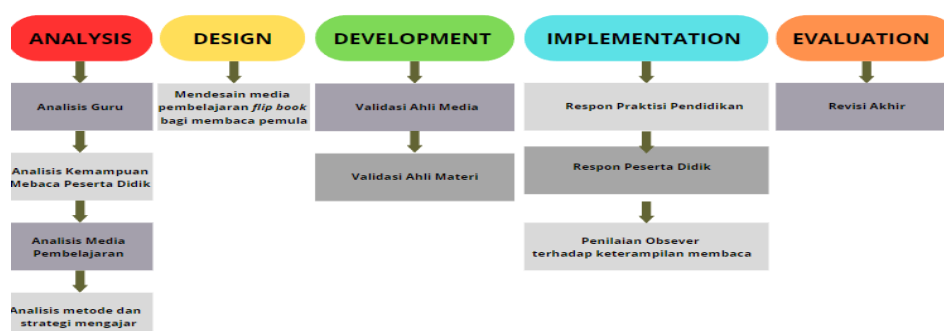 ANALYSIS
Analisis Guru
Analisis Kemampuan
Mebaca Peserta Didik
Analisis Media
Pembelajaran
Analisis metode dan
strategi mengajar
DESIGN
Mendesain media
pembelajaran flip book
bagi membaca pemula
DEVELOPMENT
Validasi Ahli Media
Validasi Ahli Materi
IMPLEMENTATION
Respon Praktisi Pendidikan
Respon Peserta Didik
Penilaian Obsever
terhadap keterampilan membaca
EVALUATION
Revisi Akhir